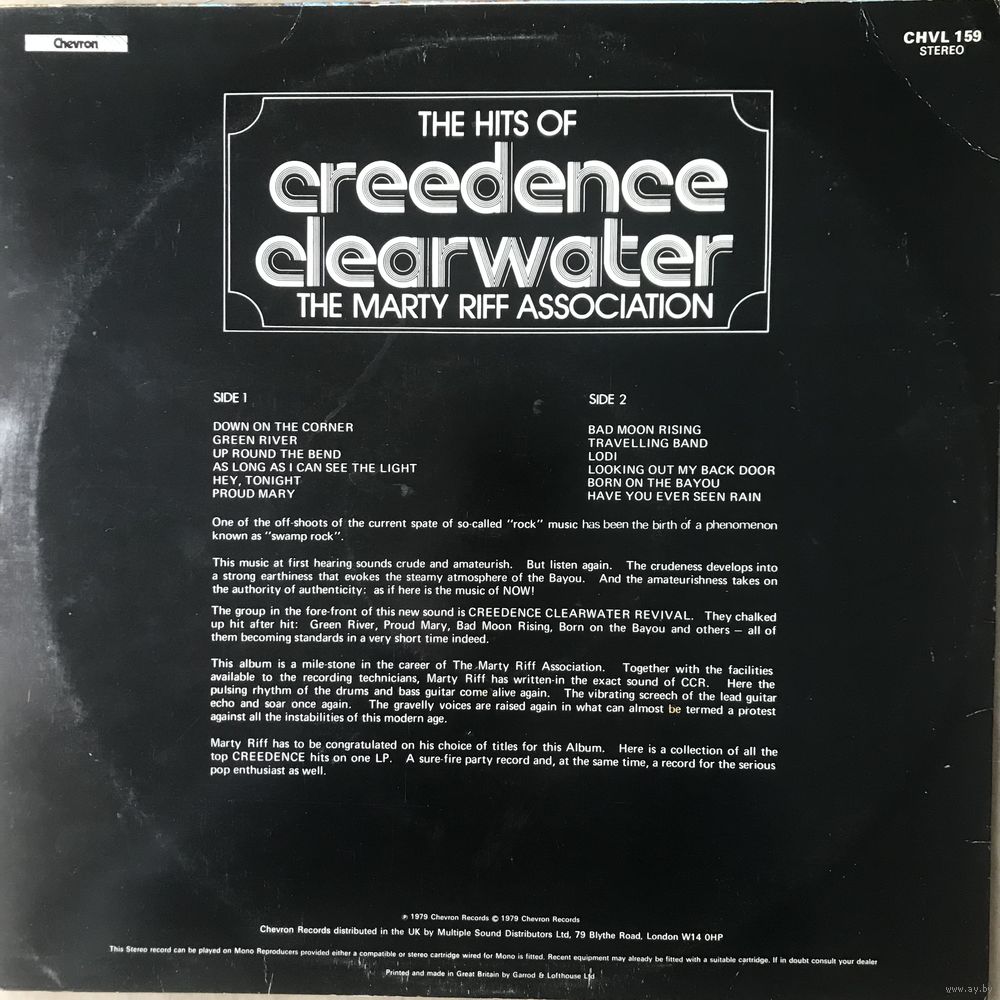 Chevron
CHVL 159
STEREO
THE HITS OF
creedence
clearwater
THE MARTY RIFF ASSOCIATION
SIDE 1
DOWN ON THE CORNER
GREEN RIVER
UP ROUND THE BEND
AS LONG AS I CAN SEE THE LIGHT
HEY, TONIGHT
PROUD MARY
SIDE 2
BAD MOON RISING
TRAVELLING BAND
LODI
LOOKING OUT MY BACK DOOR
BORN ON THE BAYOU
HAVE YOU EVER SEEN RAIN
One of the off-shoots of the current spate of so-called "rock" music has been the birth of a phenomenon
known as "swamp rock".
This music at first hearing sounds crude and amateurish. But listen again. The crudeness develops into
a strong earthiness that evokes the steamy atmosphere of the Bayou. And the amateurishness takes on
the authority of authenticity: as if here is the music of NOW!
The group in the fore-front of this new sound is CREEDENCE CLEARWATER REVIVAL. They chalked
up hit after hit: Green River, Proud Mary, Bad Moon Rising, Born on the Bayou and others – all of
them becoming standards in a very short time indeed.
This album is a mile-stone in the career of The Marty Riff Association. Together with the facilities
available to the recording technicians, Marty Riff has written-in the exact sound of CCR. Here the
pulsing rhythm of the drums and bass guitar come alive again. The vibrating screech of the lead guitar
echo and soar once again. The gravelly voices are raised again in what can almost be termed a protest
against all the instabilities of this modern age.
Marty Riff has to be congratulated on his choice of titles for this Album. Here is a collection of all the
top CREEDENCE hits on one LP. A sure-fire party record and, at the same time, a record for the serious
pop enthusiast as well.
℗ 1979 Chevron Records © 1979 Chevron Records
Chevron Records distributed in the UK by Multiple Sound Distributors Ltd, 79 Blythe Road, London W14 0HP
This Stereo record can be played on Mono Reproducers provided either a compatible or stereo cartridge wired for Mono is fitted. Recent equipment may already be fitted with a suitable cartridge. If in doubt consult your dealer
Printed and made in Great Britain by Garrod & Lofthouse Ltd
www.ay.by